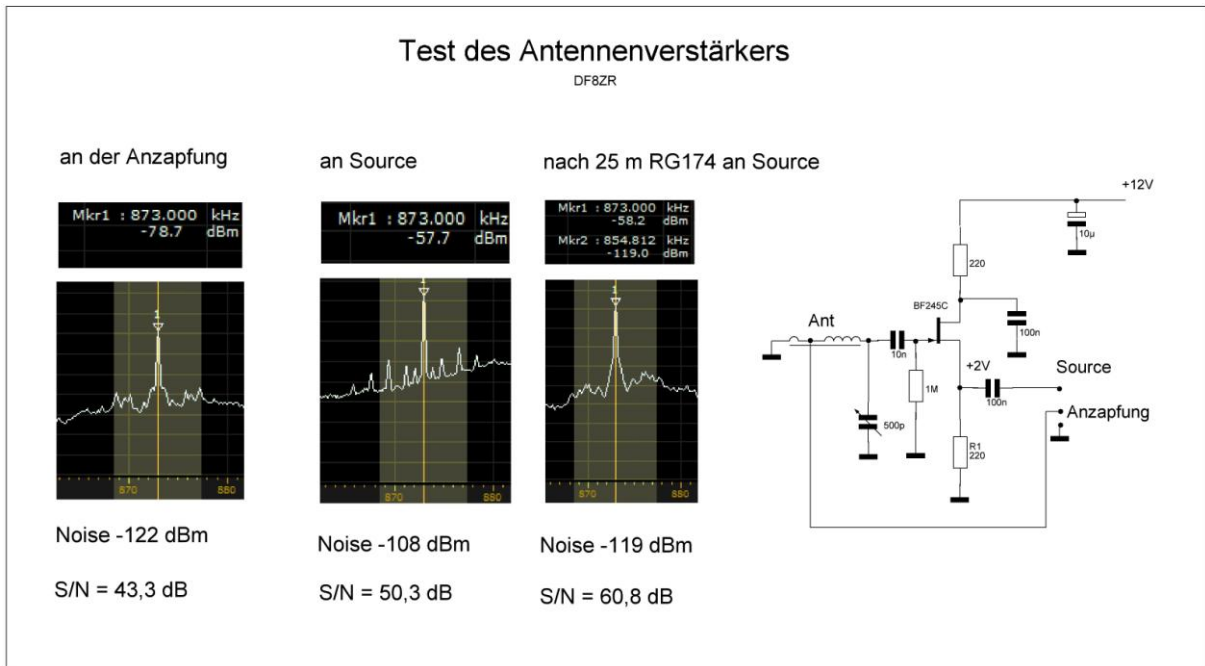 Test des Antennenverstärkers
DF8ZR
an der Anzapfung
an Source
nach 25 m RG174 an Source
Mkr1 : 873.000 kHz
-78.7 dBm
Mkr1 : 873.000 kHz
-57.7 dBm
Mkr1 : 873.000 kHz
-58.2 dBm
Mkr2 : 854.812 kHz
-119.0 dBm
1
870 880
1
870 880
1
870 880
Noise -122 dBm
S/N = 43,3 dB
Noise -108 dBm
S/N = 50,3 dB
Noise -119 dBm
S/N = 60,8 dB
+12V
10µ
220
BF245C
100n
Ant
10n
+2V
Source
1M
100n
Anzapfung
500p
R1
220